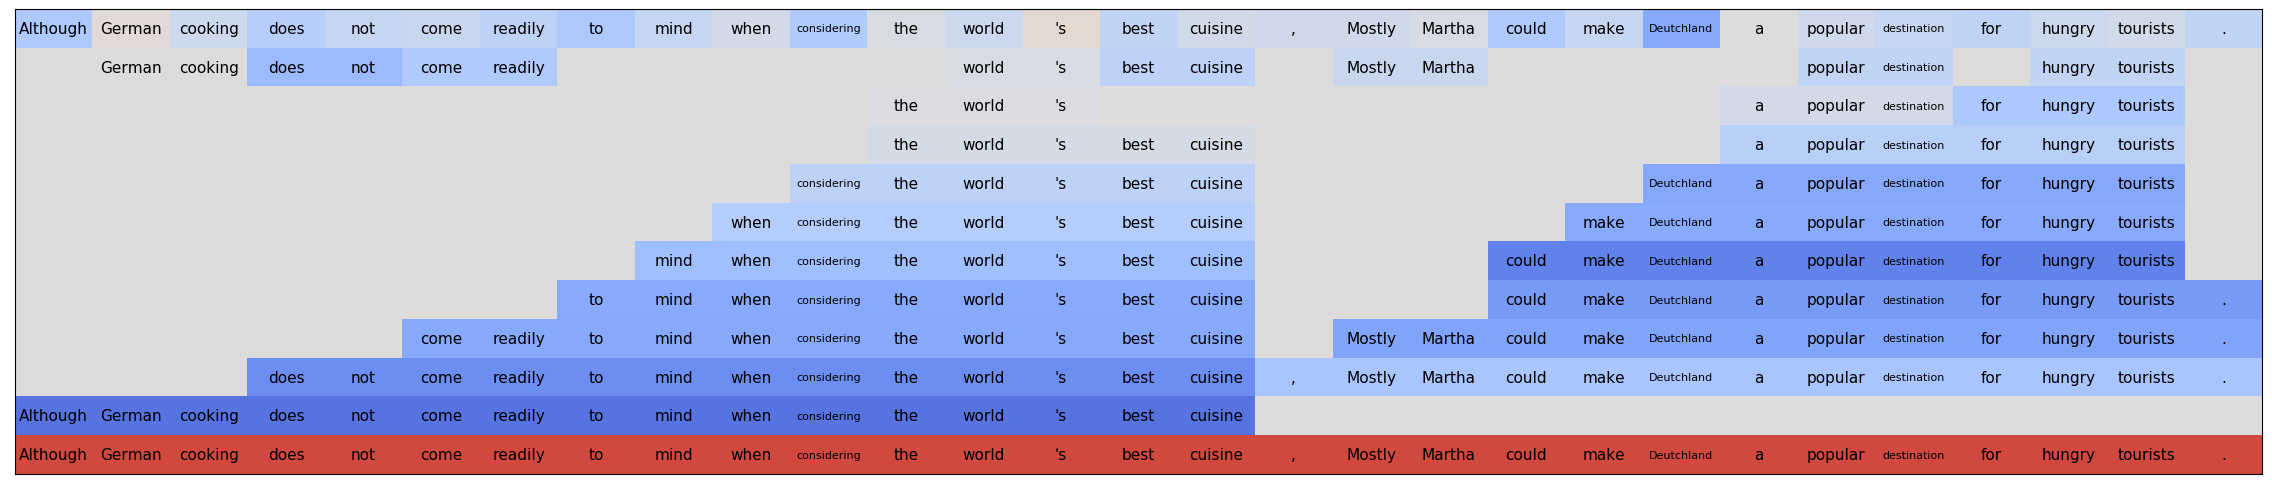 Although German cooking does not come readily to mind when considering the world 's best cuisine , Mostly Martha could make Deutchland a popular destination for hungry tourists .
German cooking does not come readily world 's best cuisine Mostly Martha popular destination hungry tourists
the world 's a popular destination for hungry tourists
the world 's best cuisine a popular destination for hungry tourists
considering the world 's best cuisine Deutchland a popular destination for hungry tourists
when considering the world 's best cuisine make Deutchland a popular destination for hungry tourists
mind when considering the world 's best cuisine could make Deutchland a popular destination for hungry tourists
to mind when considering the world 's best cuisine could make Deutchland a popular destination for hungry tourists .
come readily to mind when considering the world 's best cuisine Mostly Martha could make Deutchland a popular destination for hungry tourists .
does not come readily to mind when considering the world 's best cuisine , Mostly Martha could make Deutchland a popular destination for hungry tourists .
Although German cooking does not come readily to mind when considering the world 's best cuisine
Although German cooking does not come readily to mind when considering the world 's best cuisine , Mostly Martha could make Deutchland a popular destination for hungry tourists .